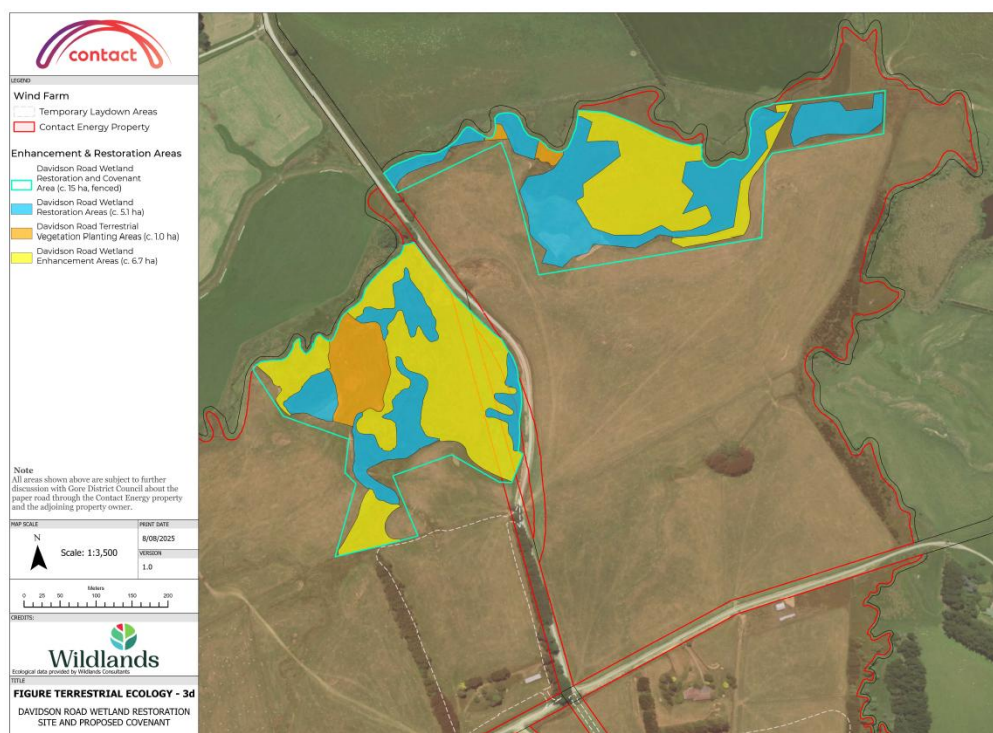 contact
LEGEND
Wind Farm
Temporary Laydown Areas
Contact Energy Property
Enhancement & Restoration Areas
Davidson Road Wetland
Restoration and Covenant
Area (c. 15 ha, fenced)
Davidson Road Wetland
Restoration Areas (c. 5.1 ha)
Davidson Road Terrestrial
Vegetation Planting Areas (c. 1.0 ha)
Davidson Road Wetland
Enhancement Areas (c. 6.7 ha)
Note
All areas shown above are subject to further
discussion with Gore District Council about the
paper road through the Contact Energy property
and the adjoining property owner.
MAP SCALE
N
Scale: 1:3,500
PRINT DATE
8/08/2025
VERSION
1.0
Meters
0 25 50 100 150 200
CREDITS:
Wildlands
Ecological data provided by Wildlands Consultants.
TITLE
FIGURE TERRESTRIAL ECOLOGY - 3d
DAVIDSON ROAD WETLAND RESTORATION
SITE AND PROPOSED COVENANT